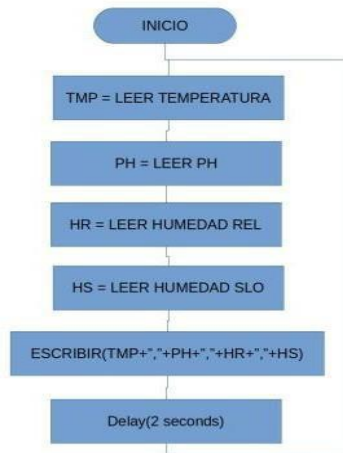 INICIO
TMP = LEER TEMPERATURA
PH = LEER PH
HR = LEER HUMEDAD REL
HS = LEER HUMEDAD SLO
ESCRIBIR(TMP+”,”+PH+”,”+HR+”,”+HS)
Delay(2 seconds)